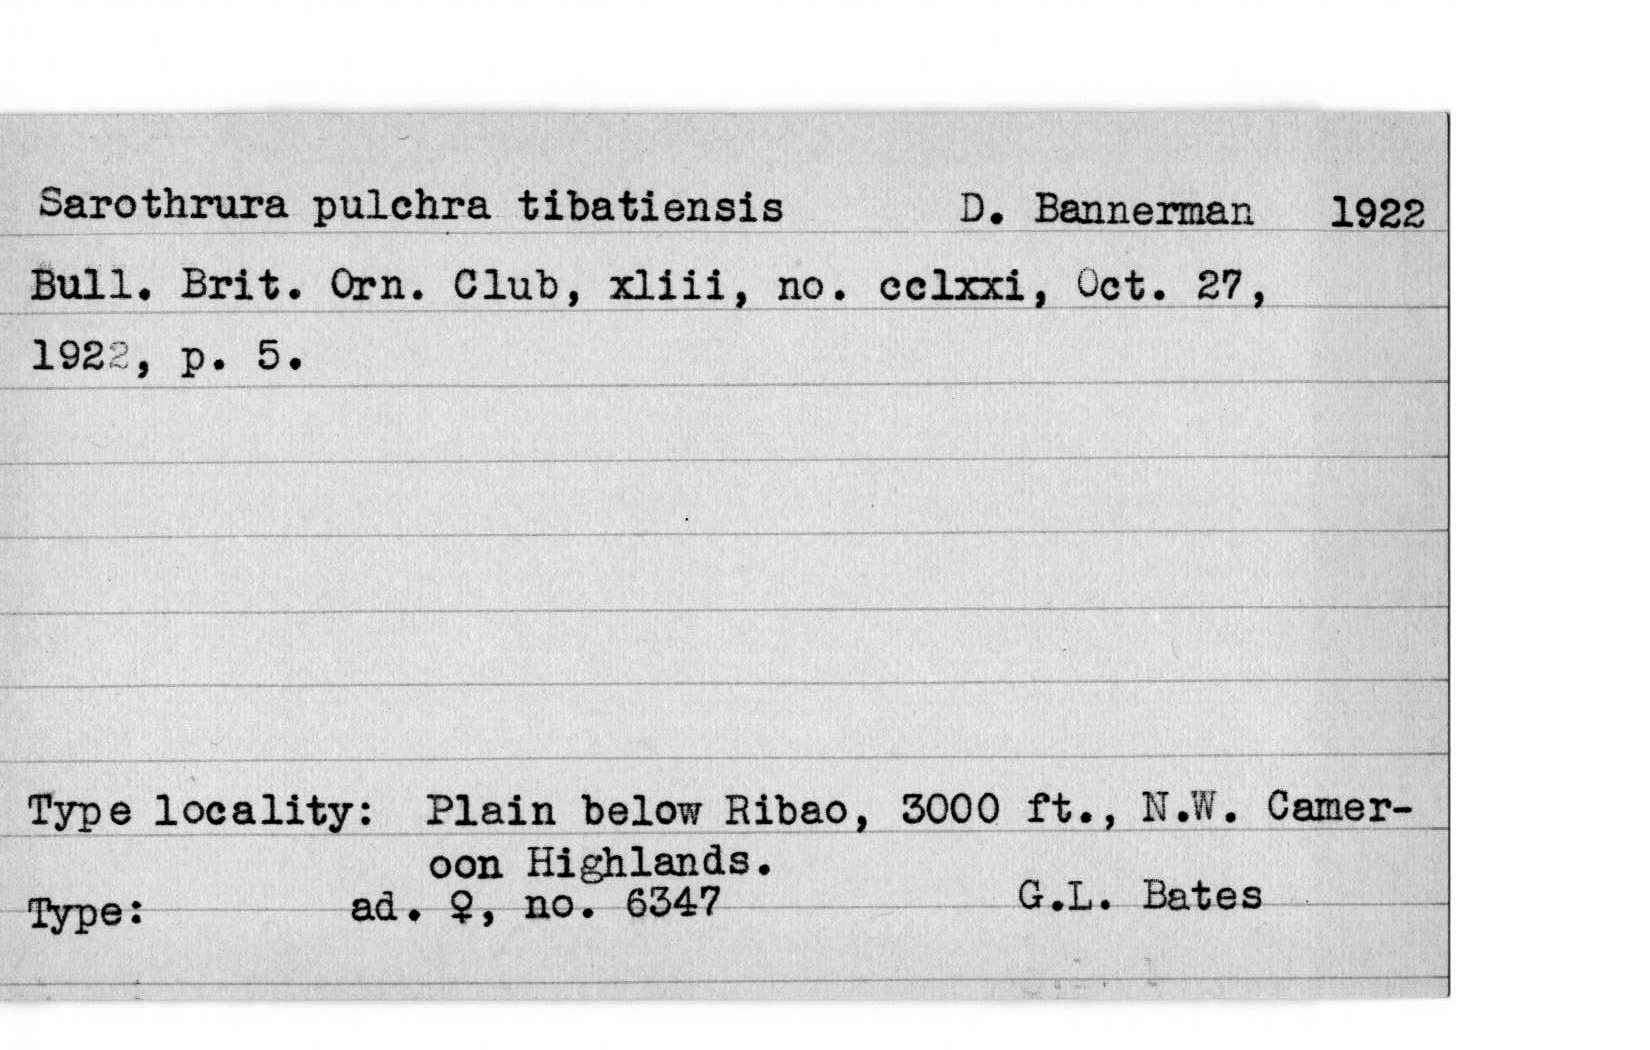 Sarothrura pulchra tibatiensis D. Bannerman 1922
Bull. Brit. Orn. Club, xliii, no. cclxxi, Oct. 27,
1922, p. 5.
Type locality: Plain below Ribao, 3000 ft., N.W. Camer-
oon Highlands.
Type: ad. ♀, no. 6347 G.L. Bates